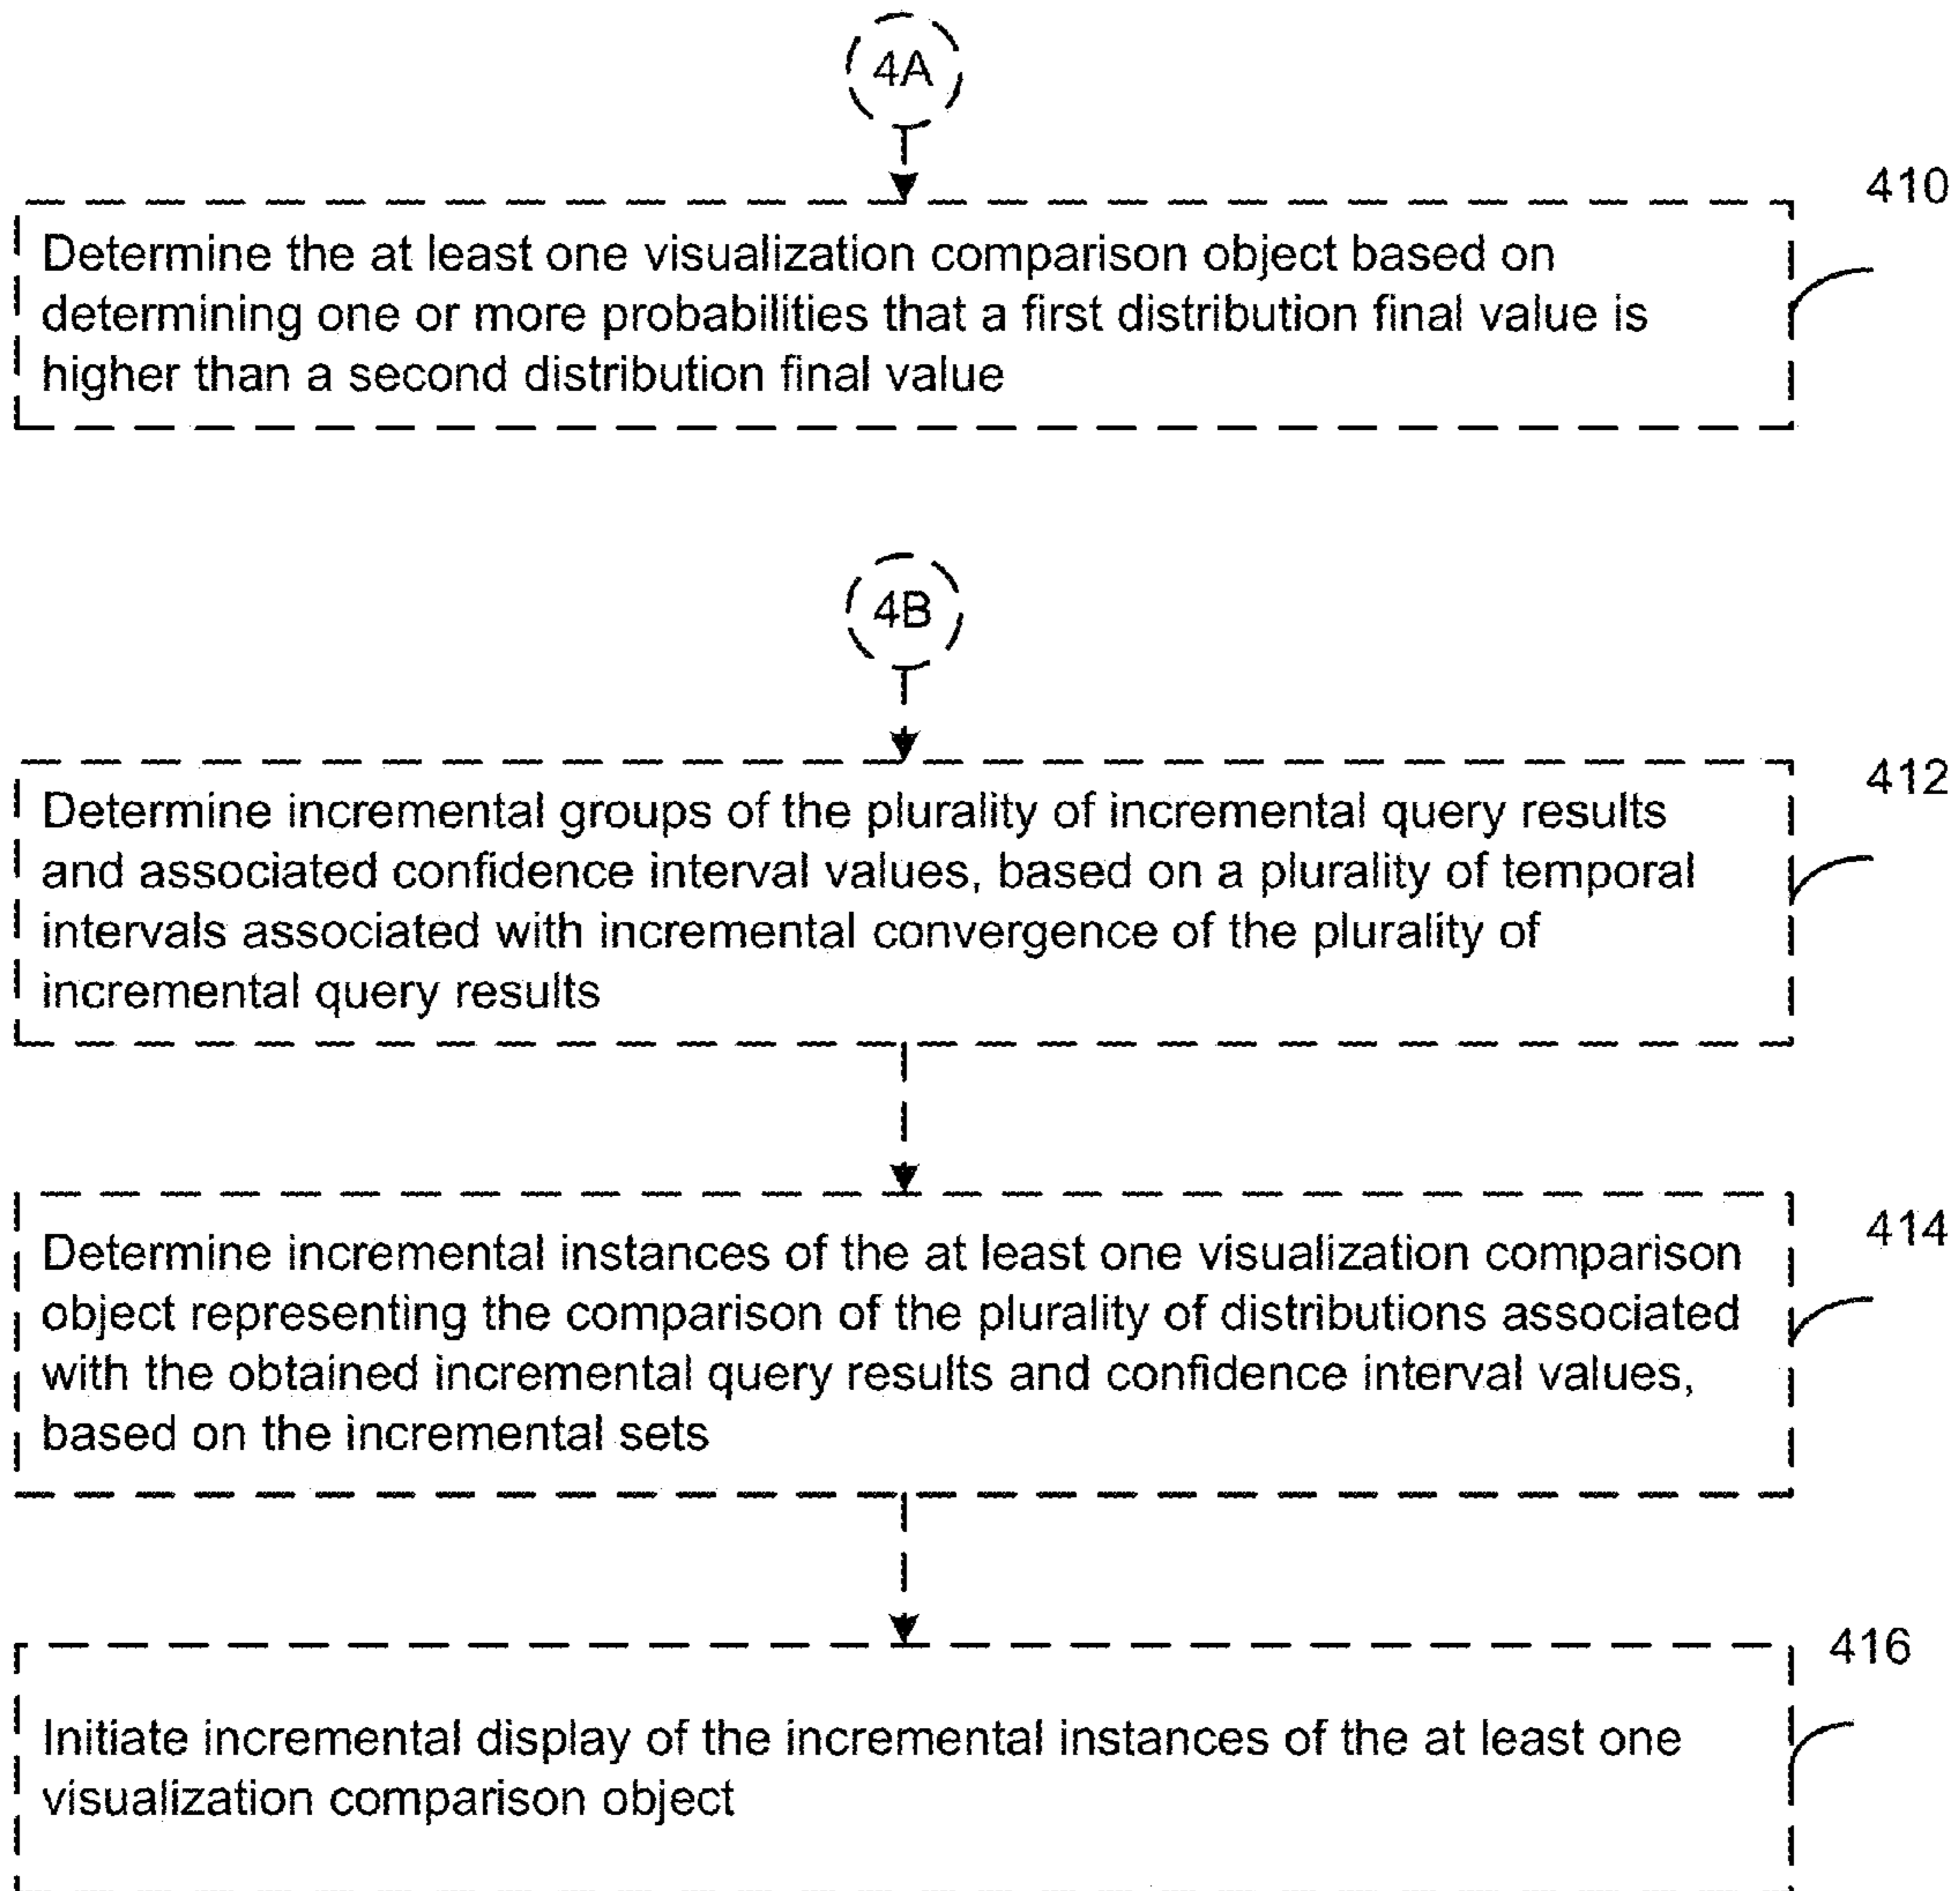 4A
410
Determine the at least one visualization comparison object based on
determining one or more probabilities that a first distribution final value is
higher than a second distribution final value
4B
412
Determine incremental groups of the plurality of incremental query results
and associated confidence interval values, based on a plurality of temporal
intervals associated with incremental convergence of the plurality of
incremental query results
414
Determine incremental instances of the at least one visualization comparison
object representing the comparison of the plurality of distributions associated
with the obtained incremental query results and confidence interval values,
based on the incremental sets
416
Initiate incremental display of the incremental instances of the at least one
visualization comparison object